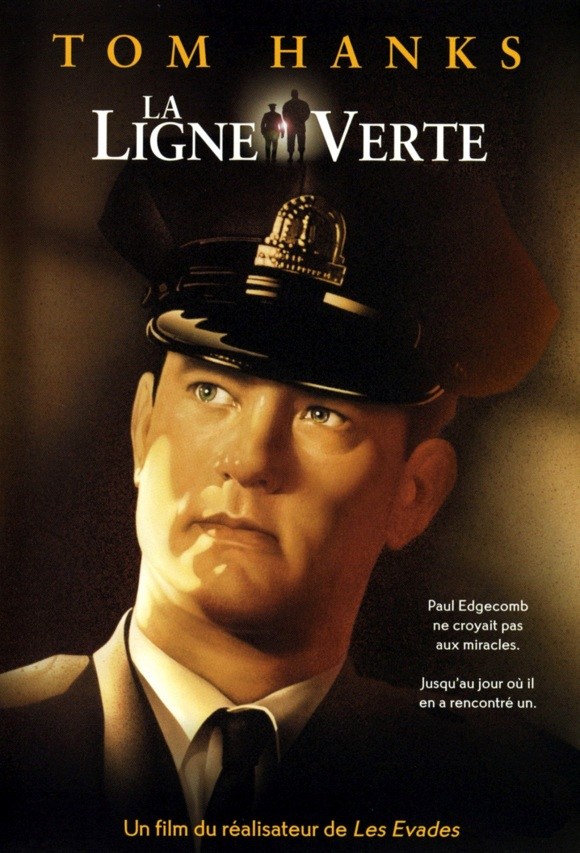 TOM HANKS
LA
LIGNE VERTE
Paul Edgecomb
ne croyait pas
aux miracles.
Jusqu'au jour où il
en a rencontré un.
Un film du réalisateur de Les Evades